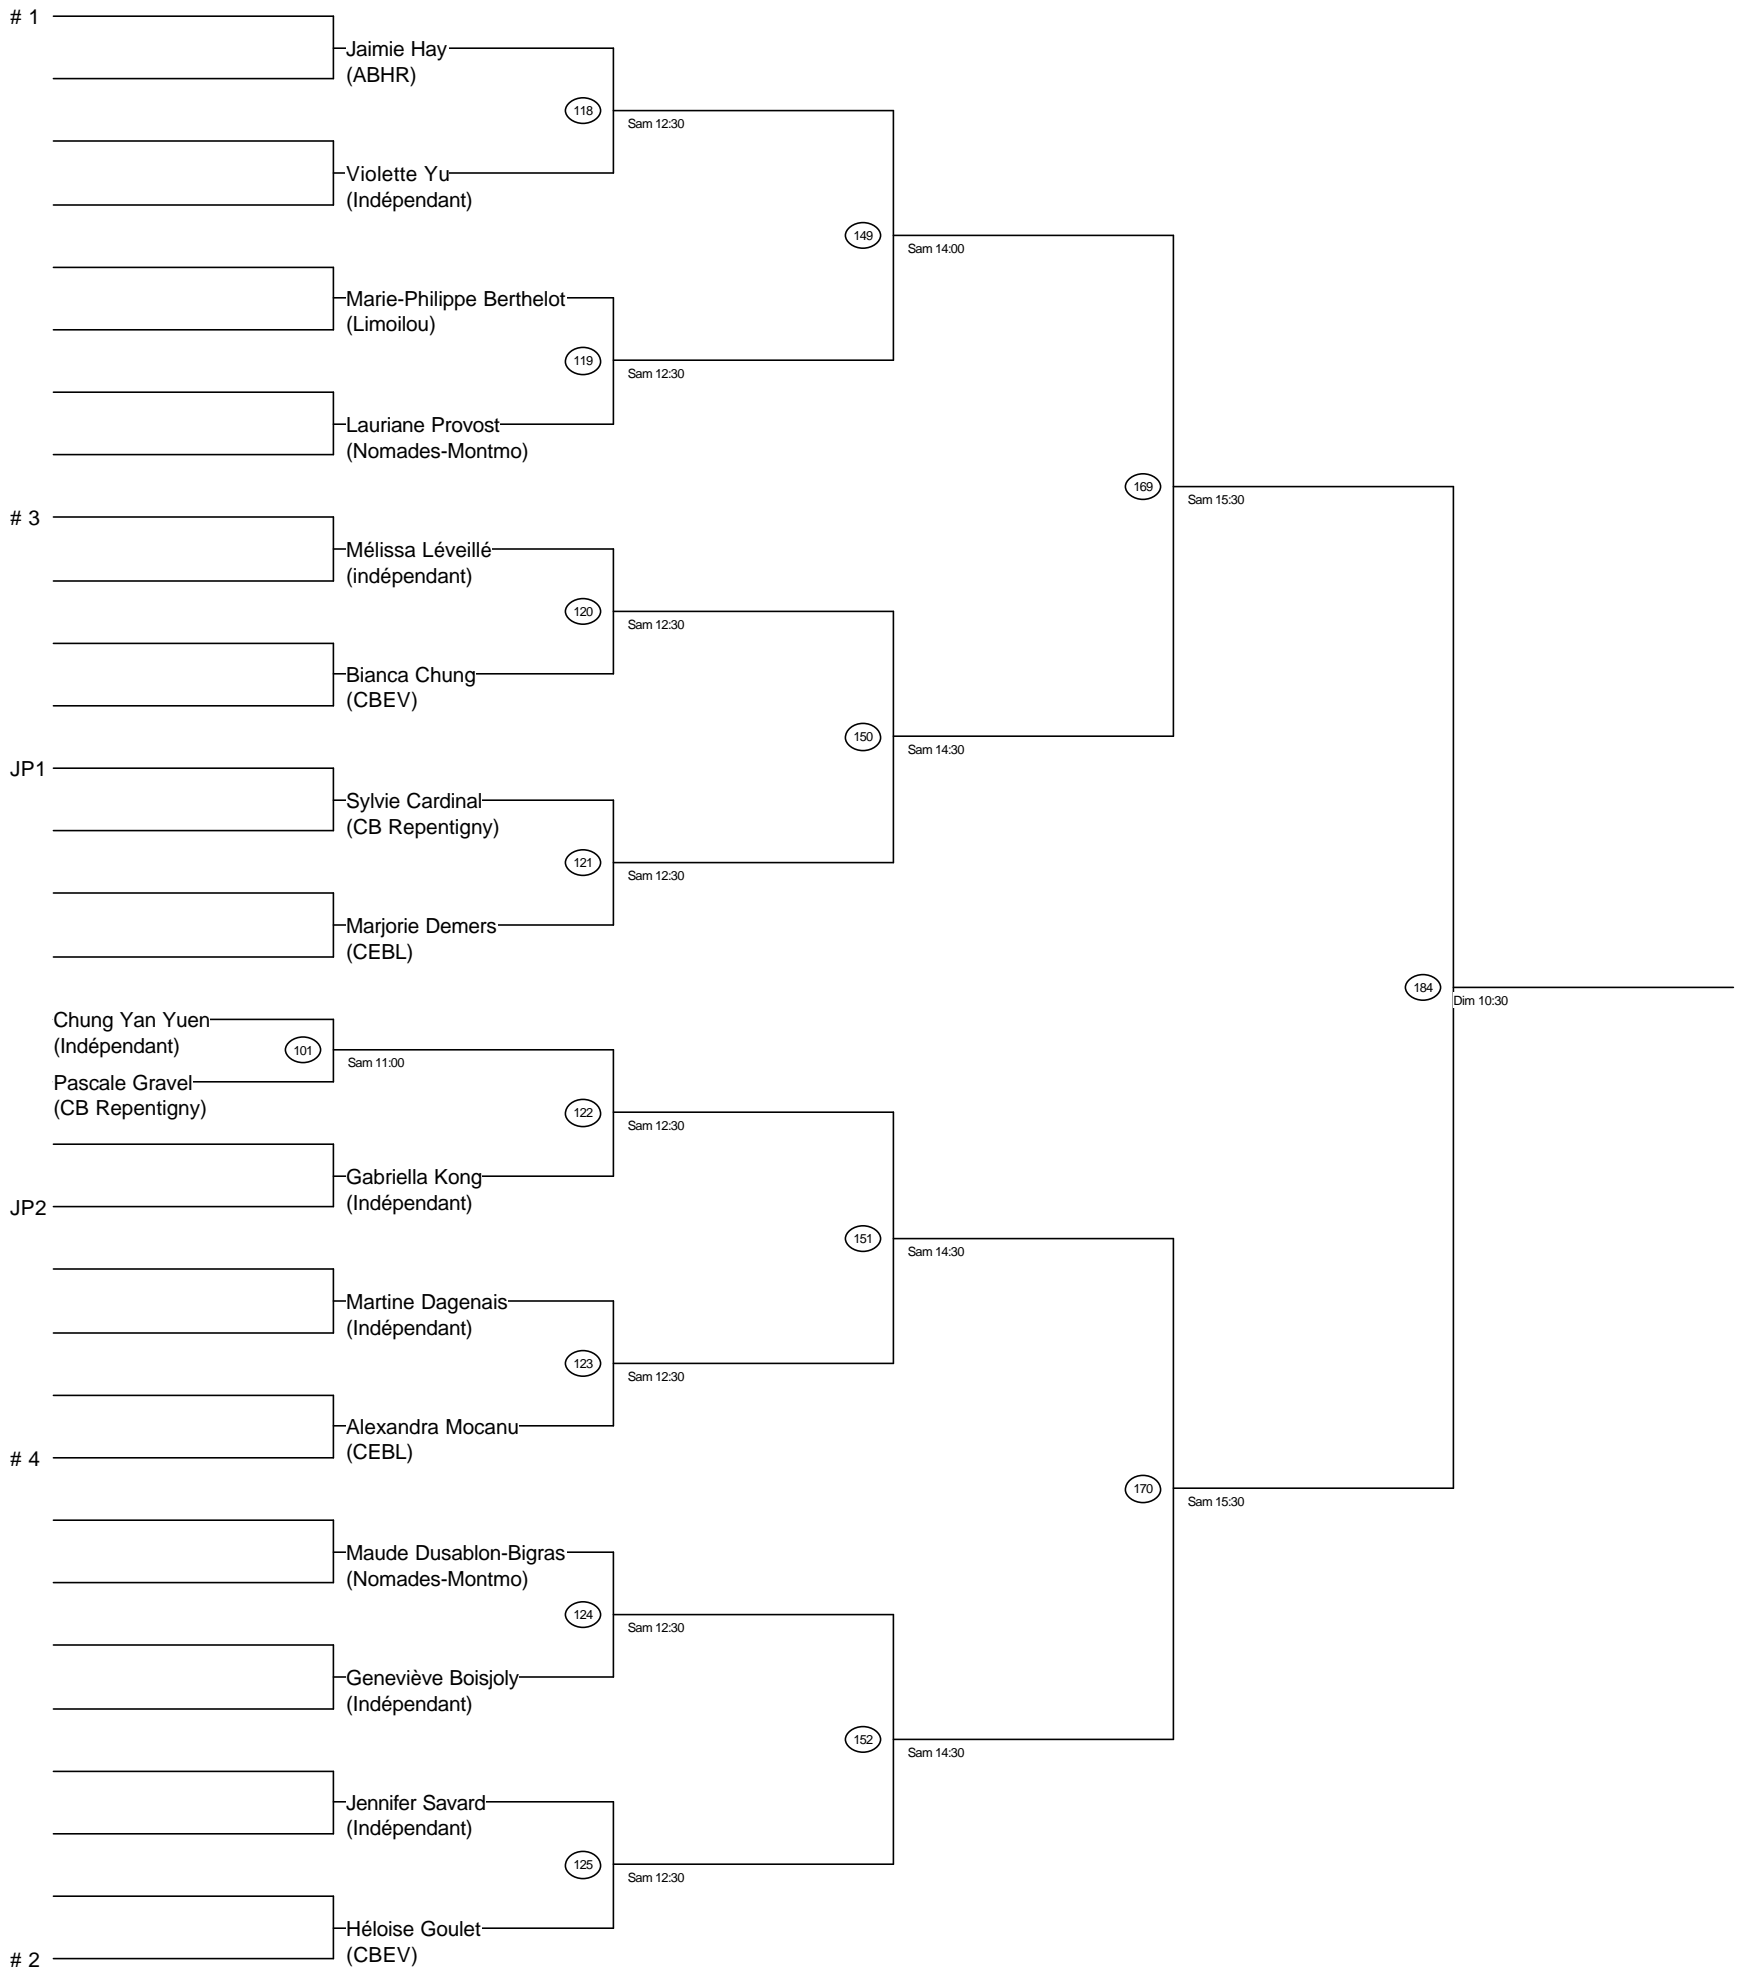 # 1
Jaimie Hay
(ABHR)
118
Sam 12:30
Violette Yu
(Indépendant)
149
Sam 14:00
Marie-Philippe Berthelot
(Limoilou)
119
Sam 12:30
Lauriane Provost
(Nomades-Montmo)
169
Sam 15:30
# 3
Mélissa Léveillé
(indépendant)
120
Sam 12:30
Bianca Chung
(CBEV)
150
Sam 14:30
JP1
Sylvie Cardinal
(CB Repentigny)
121
Sam 12:30
Marjorie Demers
(CEBL)
184
Dim 10:30
Chung Yan Yuen
(Indépendant)
101
Sam 11:00
Pascale Gravel
(CB Repentigny)
122
Sam 12:30
Gabriella Kong
(Indépendant)
JP2
151
Sam 14:30
Martine Dagenais
(Indépendant)
123
Sam 12:30
Alexandra Mocanu
(CEBL)
# 4
170
Sam 15:30
Maude Dusablon-Bigras
(Nomades-Montmo)
124
Sam 12:30
Geneviève Boisjoly
(Indépendant)
152
Sam 14:30
Jennifer Savard
(Indépendant)
125
Sam 12:30
Héloise Goulet
(CBEV)
# 2